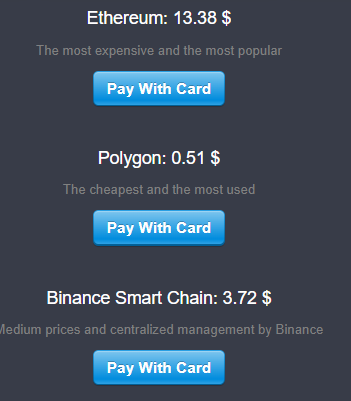 Ethereum: 13.38 $
The most expensive and the most popular
Pay With Card
Polygon: 0.51 $
The cheapest and the most used
Pay With Card
Binance Smart Chain: 3.72 $
Medium prices and centralized management by Binance
Pay With Card